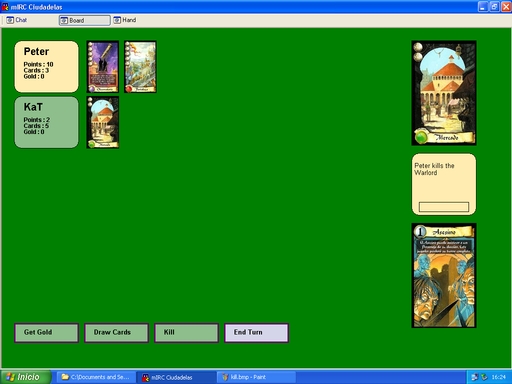 mIRC Ciudadelas
Chat
Board
Hand
Peter
Points : 10
Cards : 3
Gold : 0
KaT
Points : 2
Cards : 5
Gold : 0
Mercado
Peter kills the
Warlord
1
Asesino
Get Gold
Draw Cards
Kill
End Turn
Inicio
C:\Documents and Se...
mIRC Ciudadelas
kill.bmp - Paint
16:24